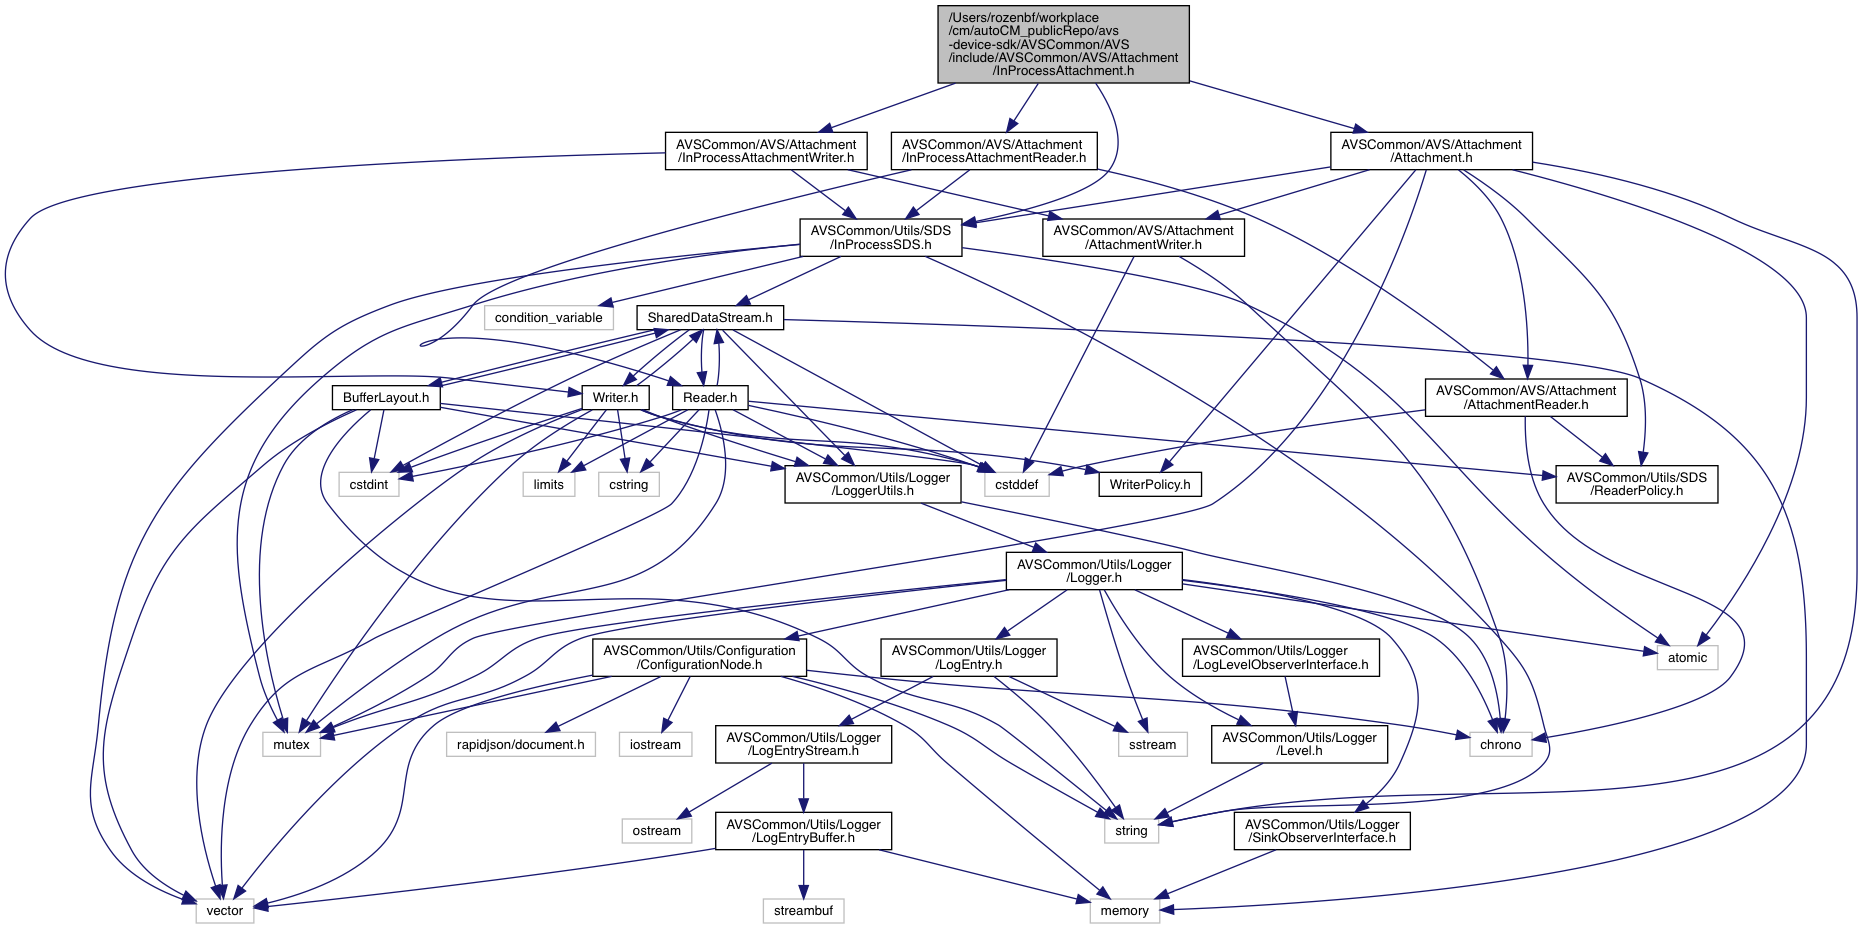 /Users/rozenbf/workplace
/cm/autoCM_publicRepo/avs
-device-sdk/AVSCommon/AVS
/include/AVSCommon/AVS/Attachment
/InProcessAttachment.h
AVSCommon/AVS/Attachment
/InProcessAttachmentWriter.h
AVSCommon/AVS/Attachment
/InProcessAttachmentReader.h
AVSCommon/AVS/Attachment
/Attachment.h
AVSCommon/Utils/SDS
/InProcessSDS.h
AVSCommon/AVS/Attachment
/AttachmentWriter.h
condition_variable
SharedDataStream.h
BufferLayout.h
Writer.h
Reader.h
AVSCommon/AVS/Attachment
/AttachmentReader.h
cstdint
limits
cstring
AVSCommon/Utils/Logger
/LoggerUtils.h
cstddef
WriterPolicy.h
AVSCommon/Utils/SDS
/ReaderPolicy.h
AVSCommon/Utils/Logger
/Logger.h
AVSCommon/Utils/Configuration
/ConfigurationNode.h
AVSCommon/Utils/Logger
/LogEntry.h
AVSCommon/Utils/Logger
/LogLevelObserverInterface.h
atomic
mutex
rapidjson/document.h
iostream
AVSCommon/Utils/Logger
/LogEntryStream.h
sstream
AVSCommon/Utils/Logger
/Level.h
chrono
ostream
AVSCommon/Utils/Logger
/LogEntryBuffer.h
string
AVSCommon/Utils/Logger
/SinkObserverInterface.h
vector
streambuf
memory